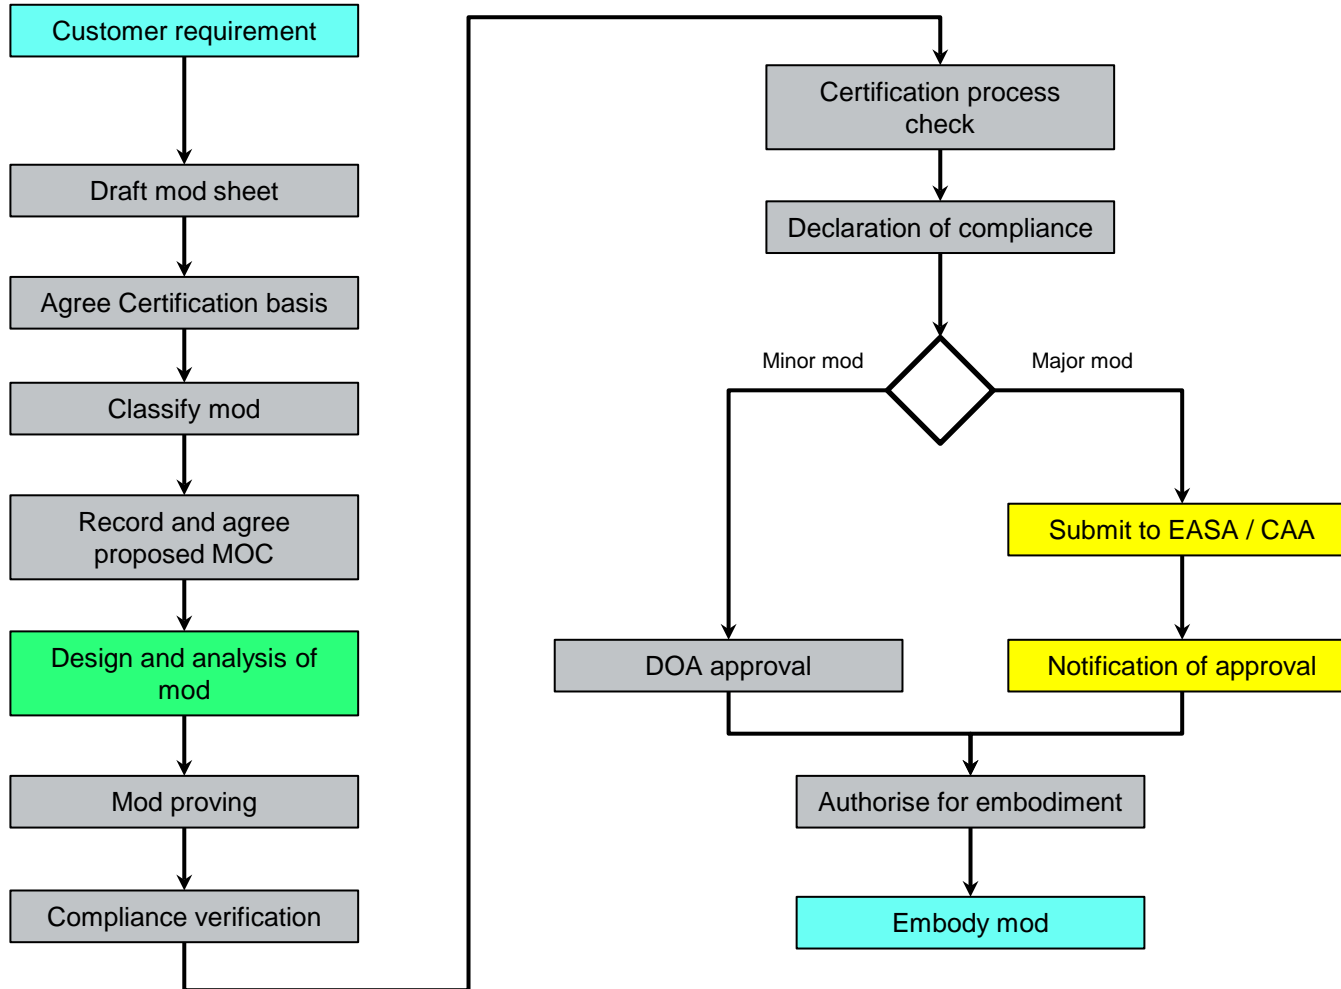 Customer requirement
Draft mod sheet
Agree Certification basis
Classify mod
Record and agree
proposed MOC
Design and analysis of
mod
Mod proving
Compliance verification
Certification process
check
Declaration of compliance
Minor mod
Major mod
Submit to EASA / CAA
DOA approval
Notification of approval
Authorise for embodiment
Embody mod